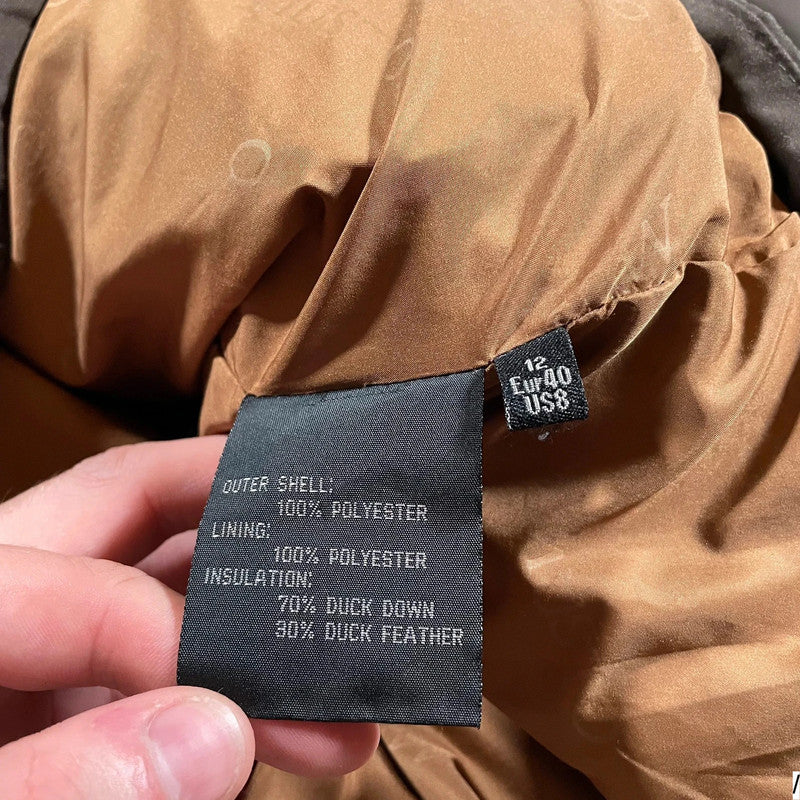 12
Eur40
US8
OUTER SHELL:
100% POLYESTER
LINING:
100% POLYESTER
INSULATION:
70% DUCK DOWN
30% DUCK FEATHER